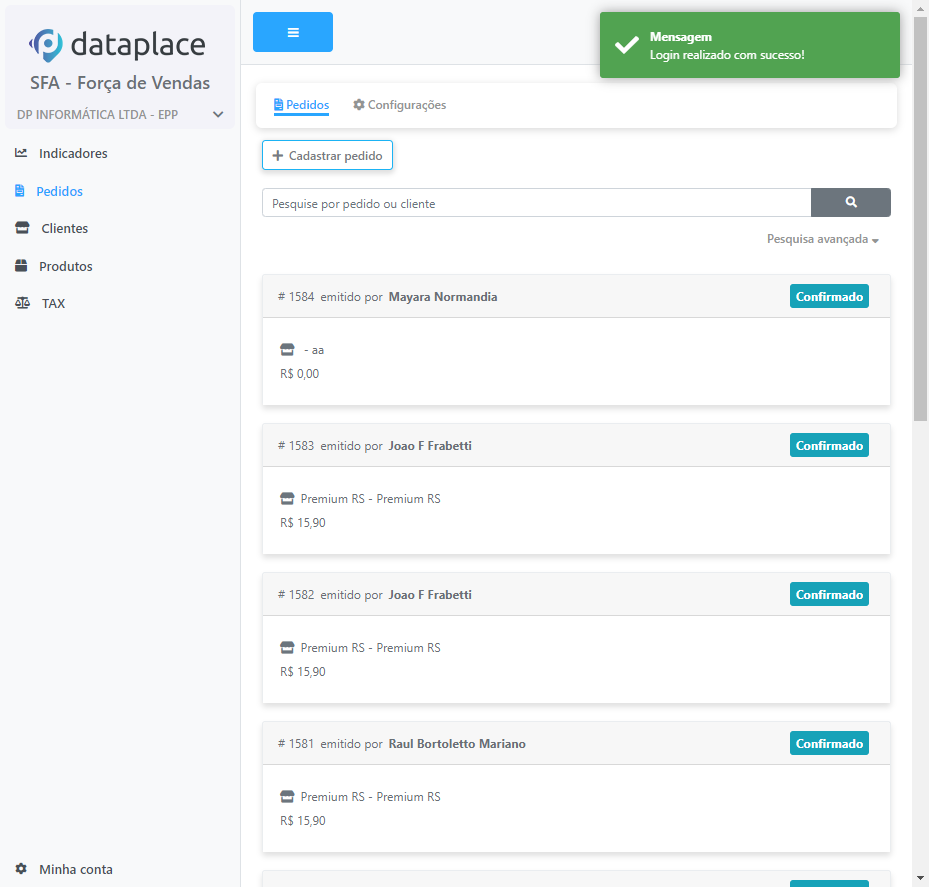 dataplace
SFA - Força de Vendas
DP INFORMÁTICA LTDA - EPP
Indicadores
Pedidos
Clientes
Produtos
TAX
Minha conta
Mensagem
Login realizado com sucesso!
Pedidos Configurações
+ Cadastrar pedido
Pesquise por pedido ou cliente
Pesquisa avançada
# 1584 emitido por Mayara Normandia Confirmado
- aa
R$ 0,00
# 1583 emitido por Joao F Frabetti Confirmado
Premium RS - Premium RS
R$ 15,90
# 1582 emitido por Joao F Frabetti Confirmado
Premium RS - Premium RS
R$ 15,90
# 1581 emitido por Raul Bortoletto Mariano Confirmado
Premium RS - Premium RS
R$ 15,90